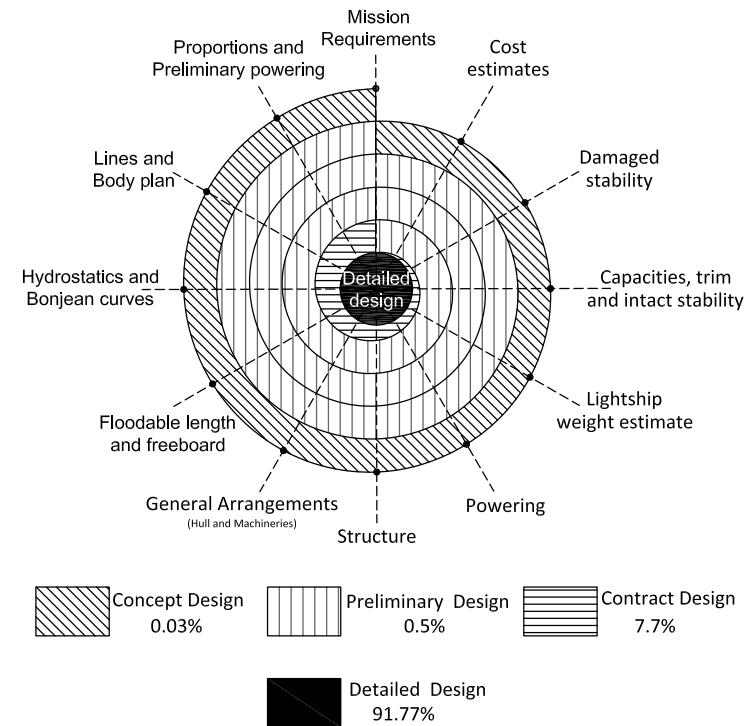 Mission
Requirements
Proportions and
Preliminary powering
Cost
estimates
Lines and
Body plan
Damaged
stability
Hydrostatics and
Bonjean curves
Detailed
design
Capacities, trim
and intact stability
Floodable length
and freeboard
Lightship
weight estimate
General Arrangements
(Hull and Machineries)
Powering
Structure
Concept Design
0.03%
Preliminary Design
0.5%
Contract Design
7.7%
Detailed Design
91.77%